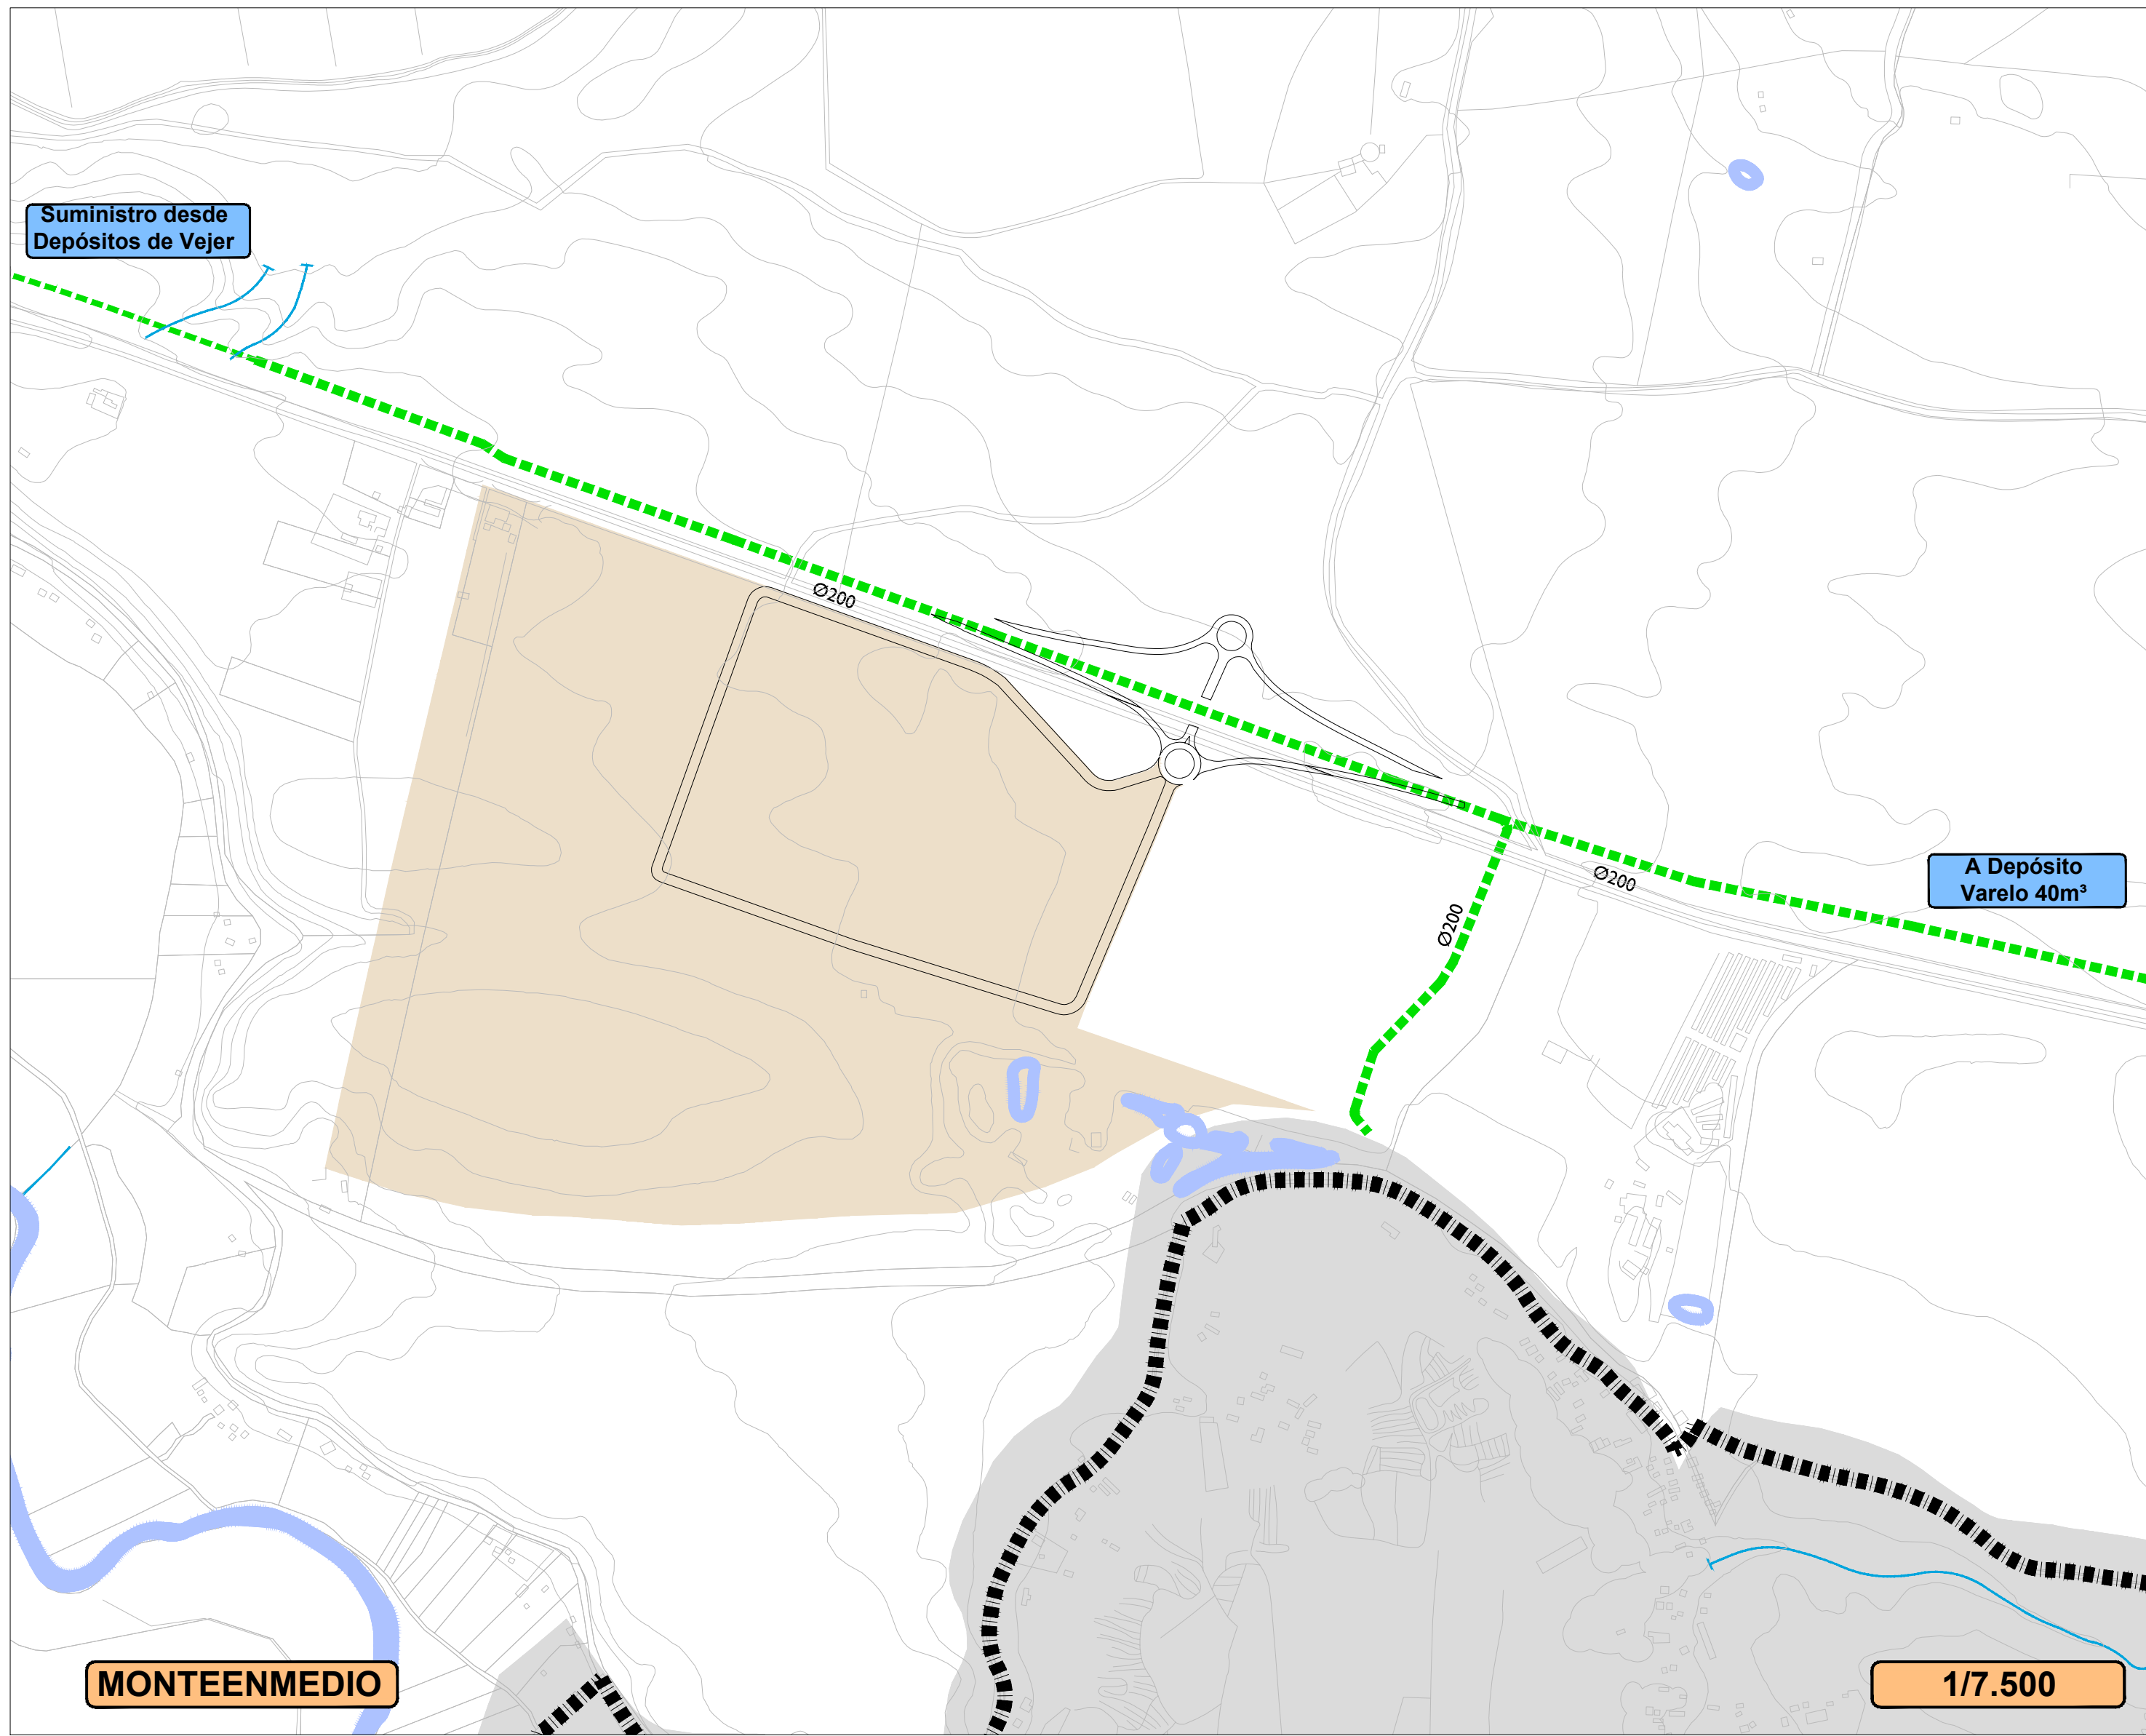 Suministro desde
Depósitos de Vejer
Ø200
A Depósito
Varelo 40m³
Ø200
Ø200
MONTEENMEDIO
1/7.500